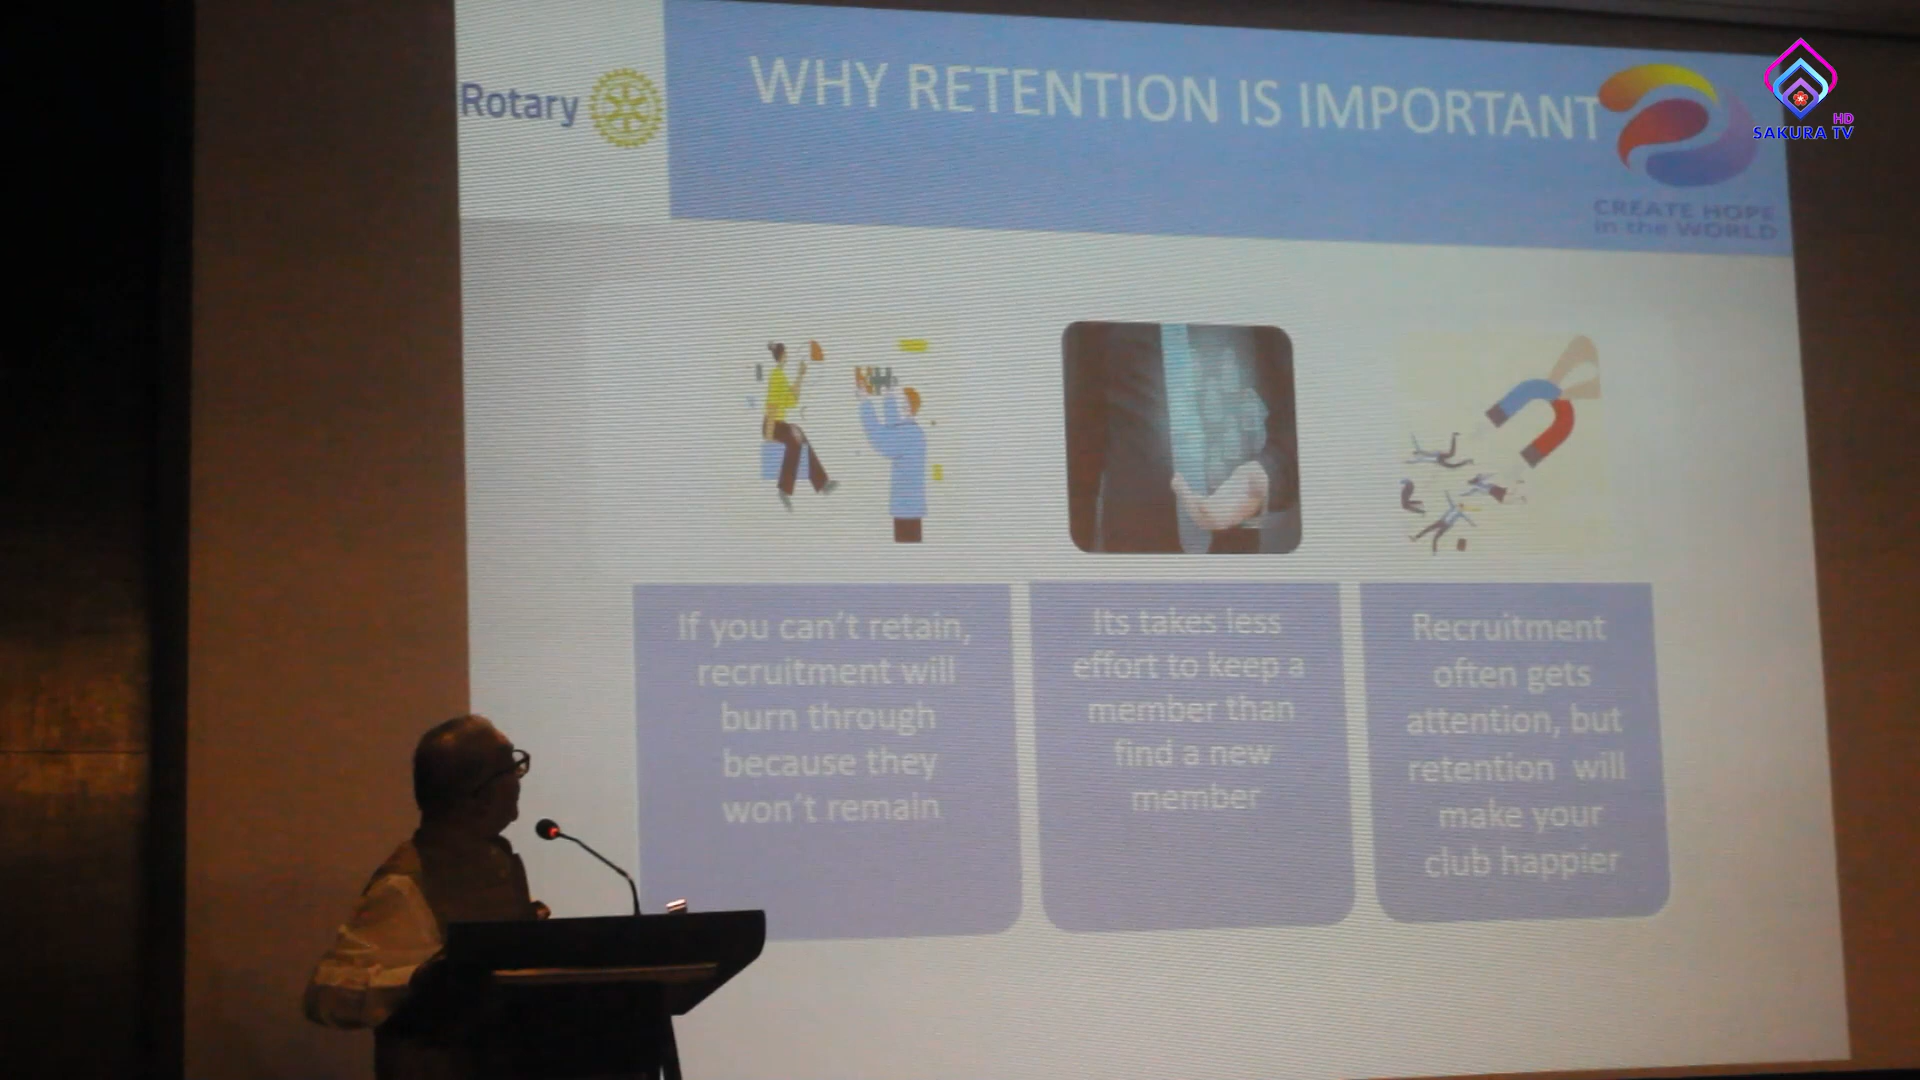 Rotary
WHY RETENTION IS IMPORTANT
HD
SAKURA TV
CREATE HOPE
in the WORLD
If you can't retain,
recruitment will
burn through
because they
won't remain
Its takes less
effort to keep a
member than
find a new
member
Recruitment
often gets
attention, but
retention will
make your
club happier